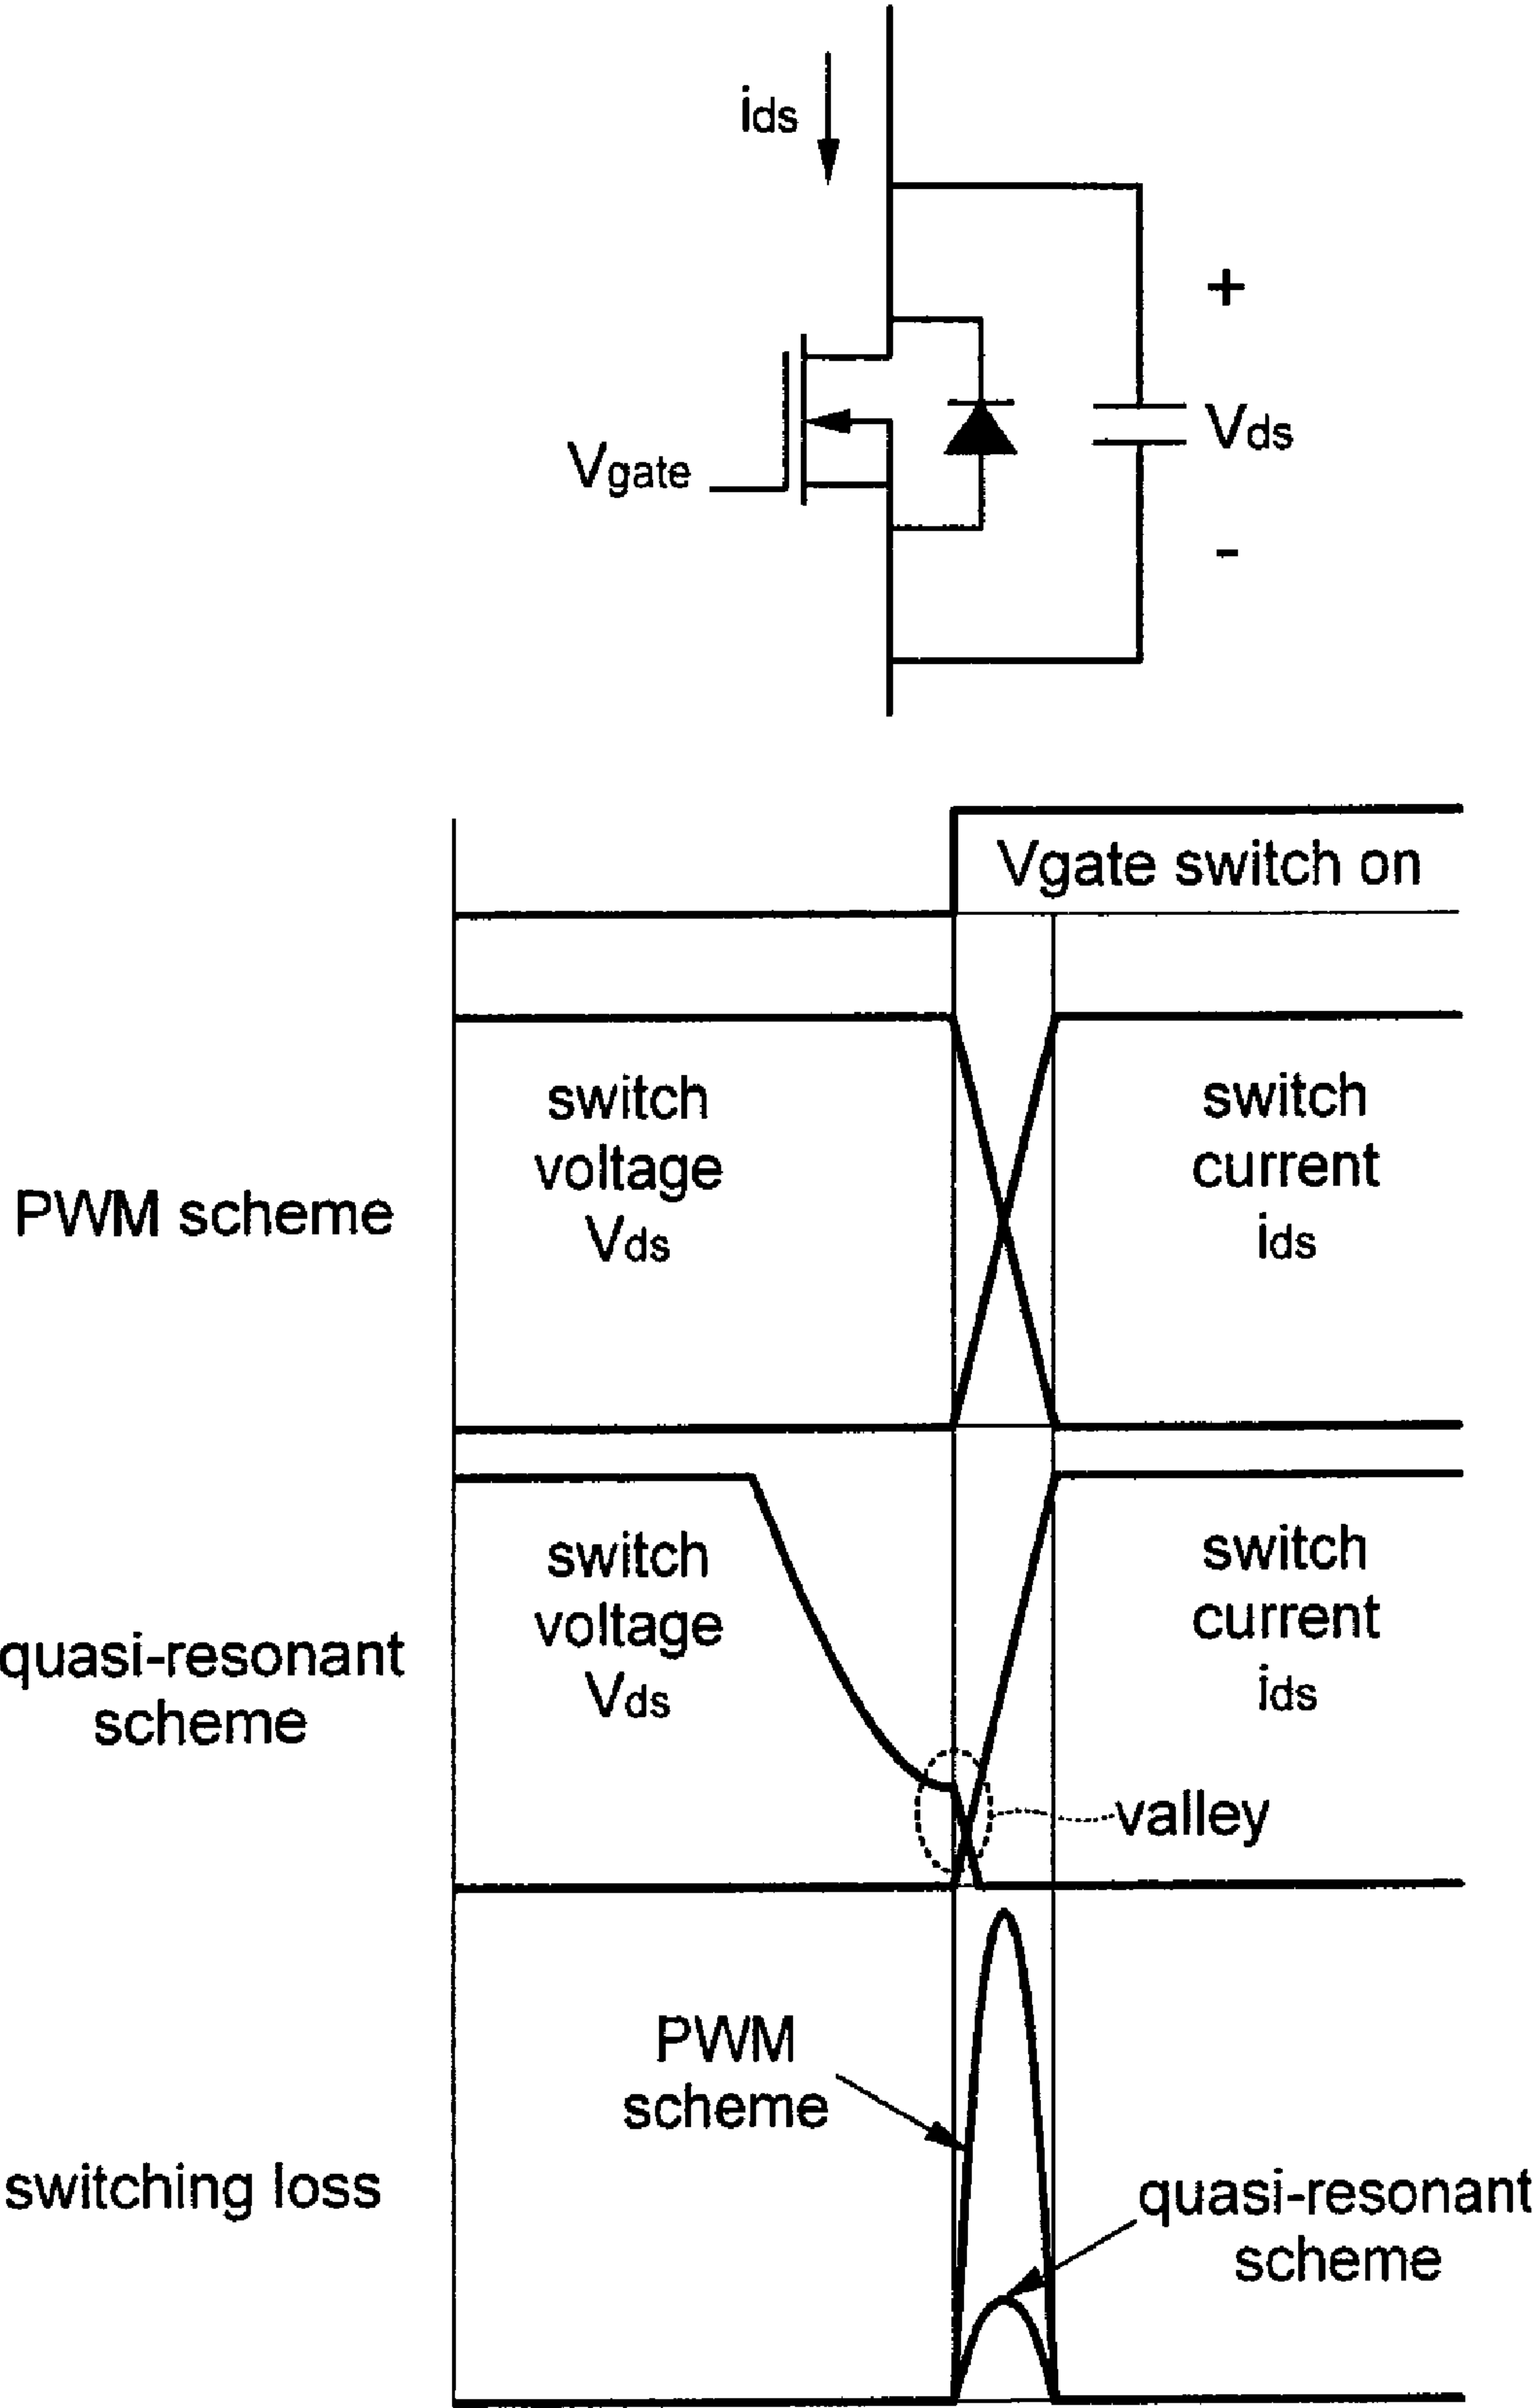 ids
+
Vds
Vgate
-
Vgate switch on
PWM scheme
switch
voltage
Vds
switch
current
ids
quasi-resonant
scheme
switch
voltage
Vds
switch
current
ids
valley
switching loss
PWM
scheme
quasi-resonant
scheme